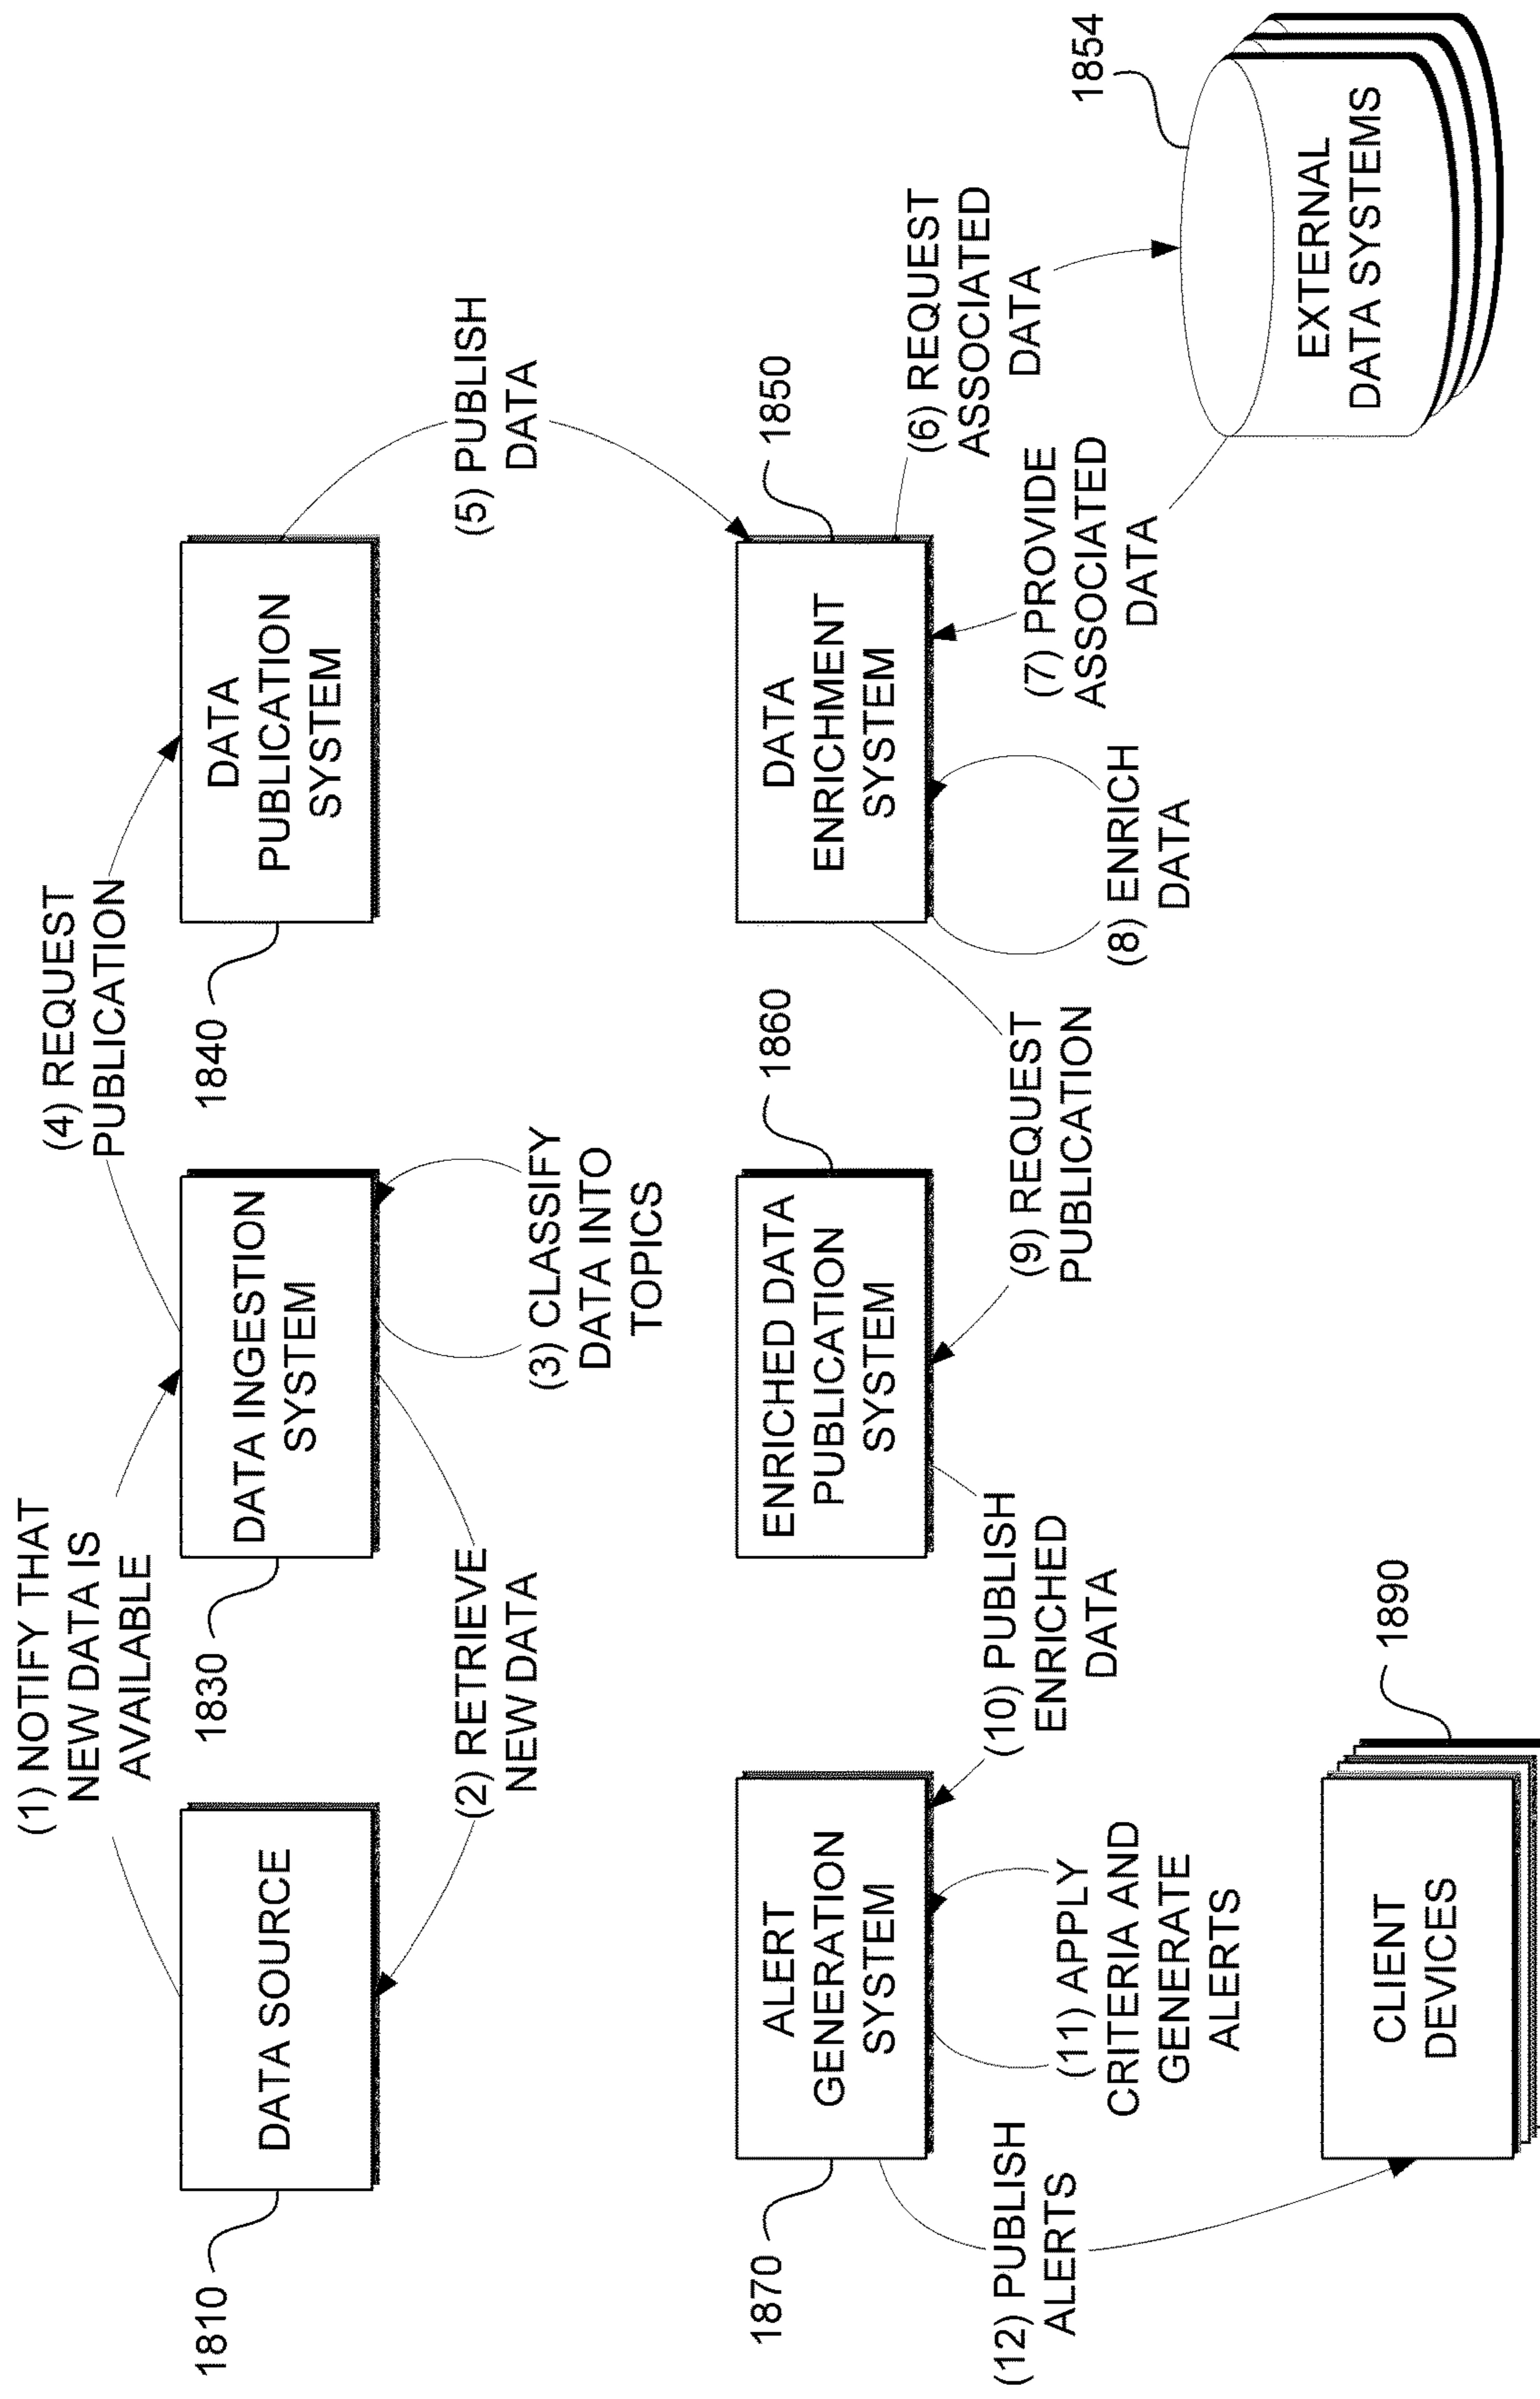 (1) NOTIFY THAT
NEW DATA IS
AVAILABLE
(4) REQUEST
PUBLICATION
DATA SOURCE
1810
DATA INGESTION
SYSTEM
1830
DATA
PUBLICATION
SYSTEM
1840
(2) RETRIEVE
NEW DATA
(3) CLASSIFY
DATA INTO
TOPICS
(5) PUBLISH
DATA
ALERT
GENERATION
SYSTEM
1870
ENRICHED DATA
PUBLICATION
SYSTEM
1860
DATA
ENRICHMENT
SYSTEM
1850
(6) REQUEST
ASSOCIATED
DATA
(7) PROVIDE
ASSOCIATED
DATA
(8) ENRICH
DATA
(9) REQUEST
PUBLICATION
(10) PUBLISH
ENRICHED
DATA
(11) APPLY
CRITERIA AND
GENERATE
ALERTS
(12) PUBLISH
ALERTS
CLIENT
DEVICES
1890
EXTERNAL
DATA SYSTEMS
1854